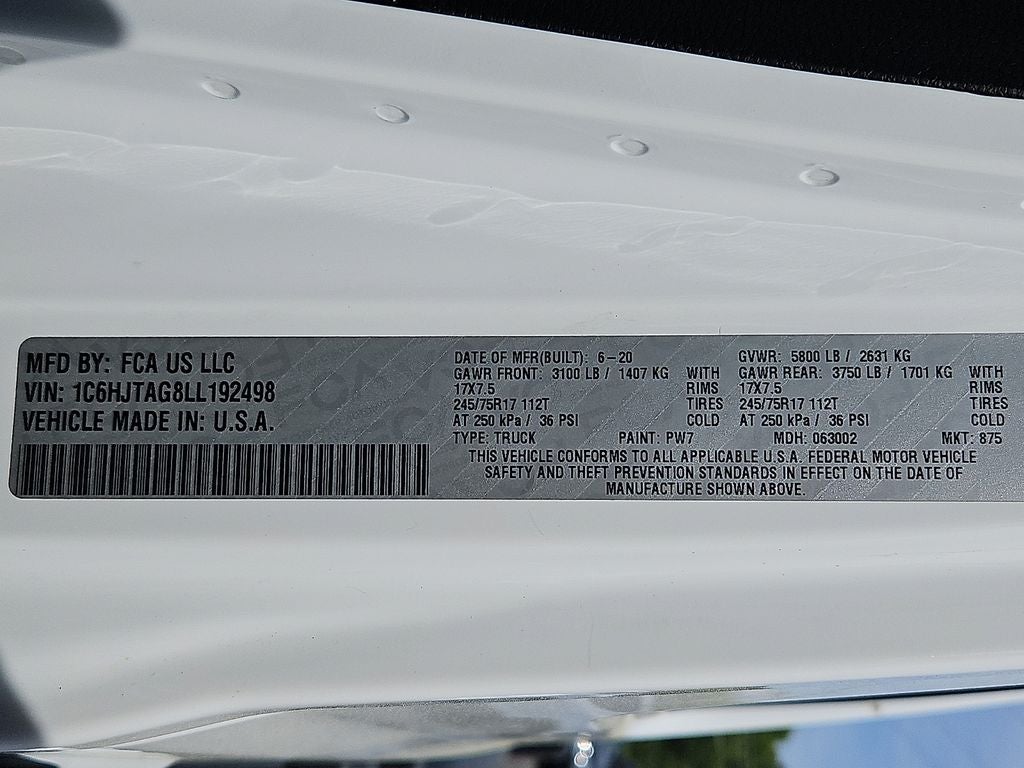 MFD BY: FCA US LLC
VIN: 1C6HJTAG8LL192498
VEHICLE MADE IN: U.S.A.
DATE OF MFR(BUILT): 6-20 GVWR: 5800 LB / 2631 KG
GAWR FRONT: 3100 LB / 1407 KG WITH GAWR REAR: 3750 LB / 1701 KG WITH
17X7.5 RIMS 17X7.5 RIMS
245/75R17 112T TIRES 245/75R17 112T TIRES
AT 250 kPa / 36 PSI COLD AT 250 kPa / 36 PSI COLD
TYPE: TRUCK PAINT: PW7 MDH: 063002 MKT: 875
THIS VEHICLE CONFORMS TO ALL APPLICABLE U.S.A. FEDERAL MOTOR VEHICLE
SAFETY AND THEFT PREVENTION STANDARDS IN EFFECT ON THE DATE OF
MANUFACTURE SHOWN ABOVE.